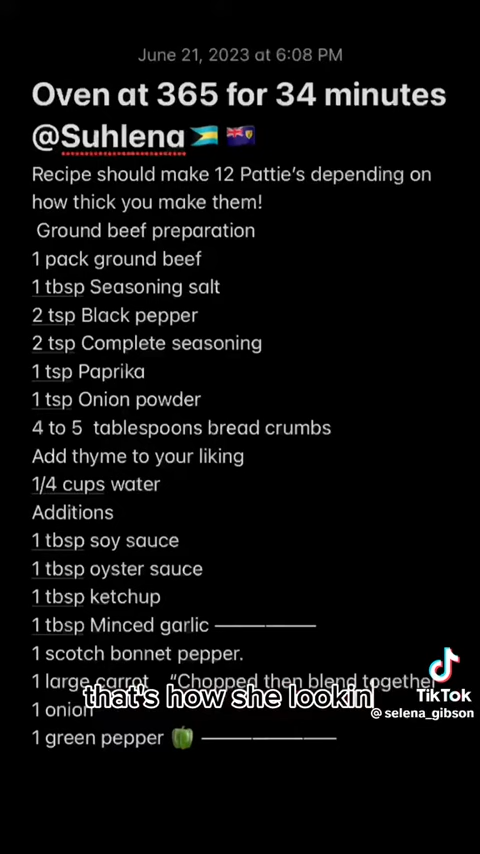 June 21, 2023 at 6:08 PM
Oven at 365 for 34 minutes
@Suhlena🇧🇸 🇹🇨
Recipe should make 12 Pattie’s depending on
how thick you make them!
Ground beef preparation
1 pack ground beef
1 tbsp Seasoning salt
2 tsp Black pepper
2 tsp Complete seasoning
1 tsp Paprika
1 tsp Onion powder
4 to 5 tablespoons bread crumbs
Add thyme to your liking
1/4 cups water
Additions
1 tbsp soy sauce
1 tbsp oyster sauce
1 tbsp ketchup
1 tbsp Minced garlic ——————
1 scotch bonnet pepper.
1 large carrot “Chopped then blend together
that's how she lookin
1 onion
1 green pepper 🫑 ————————
TikTok
@selena_gibson